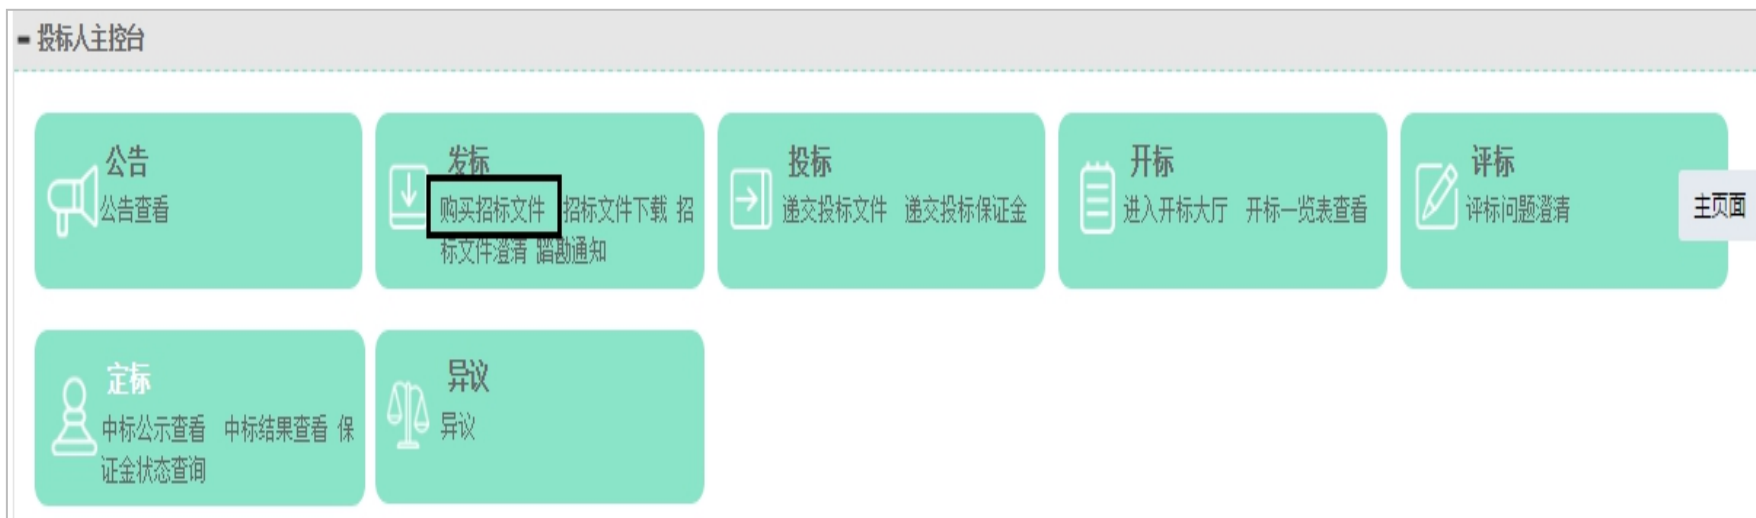 投标人主控台
公告
公告查看
发标
购买招标文件 招标文件下载 招
标文件澄清 踏勘通知
投标
递交投标文件 递交投标保证金
开标
进入开标大厅 开标一览表查看
评标
评标问题澄清
主页面
定标
中标公示查看 中标结果查看 保
证金状态查询
异议
异议